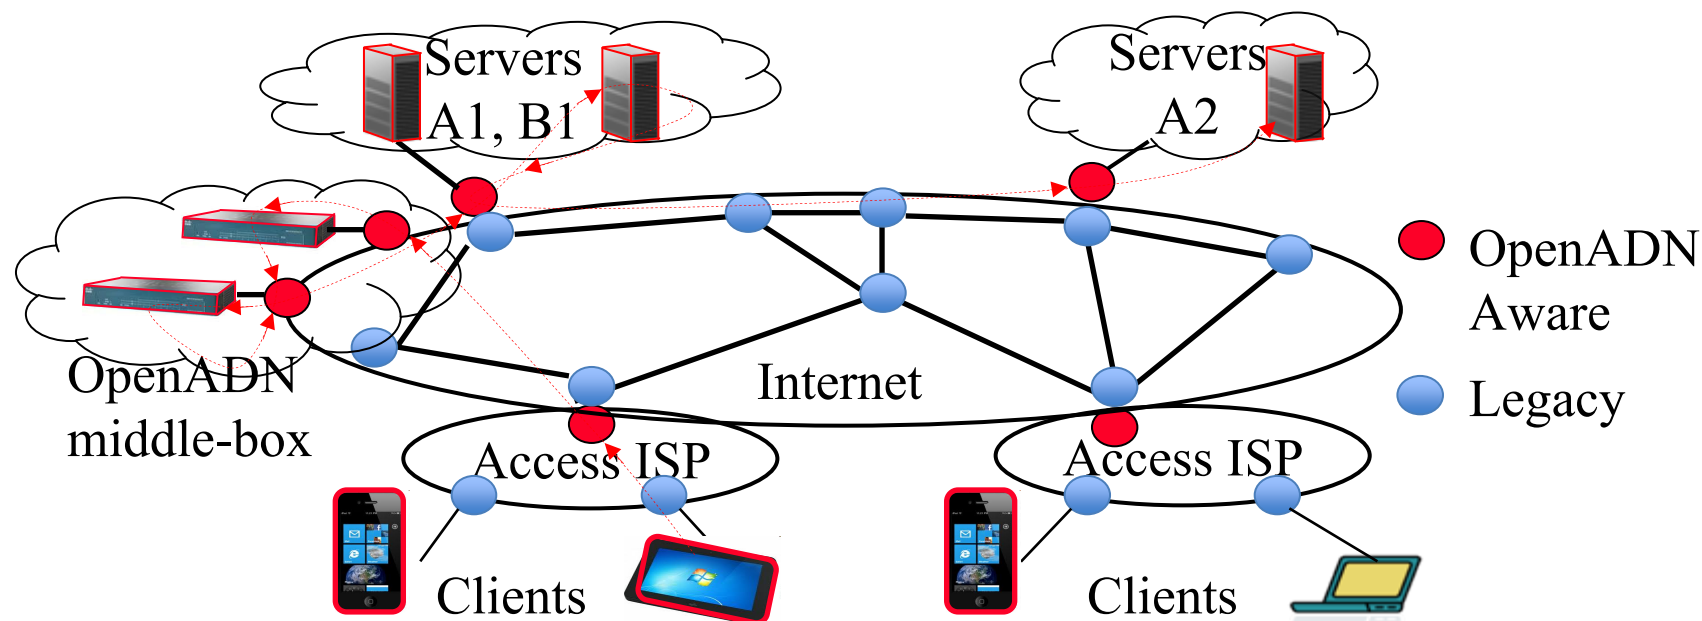 Servers
A1, B1
Servers
A2
OpenADN
Aware
Legacy
Internet
OpenADN
middle-box
Access ISP
Access ISP
Clients
Clients